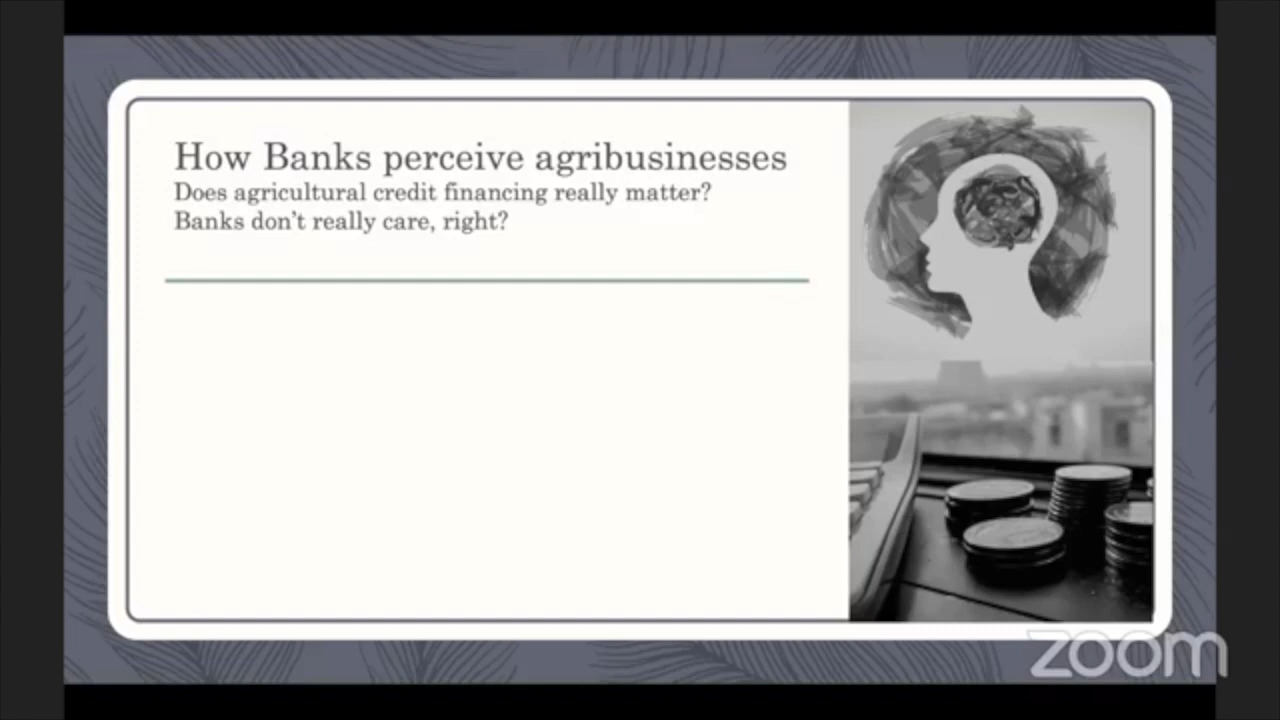 How Banks perceive agribusinesses
Does agricultural credit financing really matter?
Banks don’t really care, right?
zoom